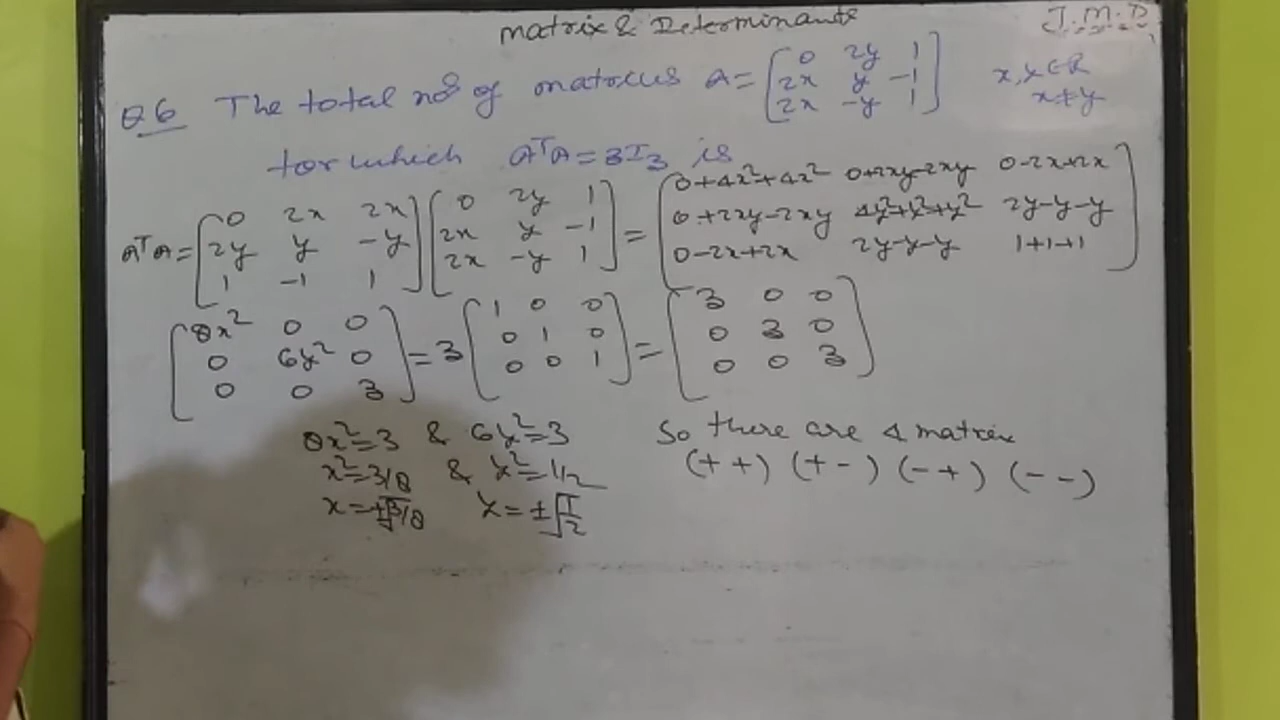 matrix & Determinants
J.M.D
Q6 The total nos of matrices A = [0 2y 1
2x y -1
2x -y 1] x, y ∈ R
x ≠ y
for which AᵀA = 3I₃ is
AᵀA = [0 2x 2x
2y y -y
1 -1 1] [0 2y 1
2x y -1
2x -y 1] = [0+4x²+4x² 0+2xy-2xy 0-2x+2x
0+2xy-2xy 4y²+y²+y² 2y-y-y
0-2x+2x 2y-y-y 1+1+1]
[8x² 0 0
0 6y² 0
0 0 3] = 3 [1 0 0
0 1 0
0 0 1] = [3 0 0
0 3 0
0 0 3]
8x²=3 & 6y²=3
x²=3/8 & y²=1/2
x=±√3/8 y=±√1/2
So there are 4 matrix
(+ +) (+ -) (- +) (- -)